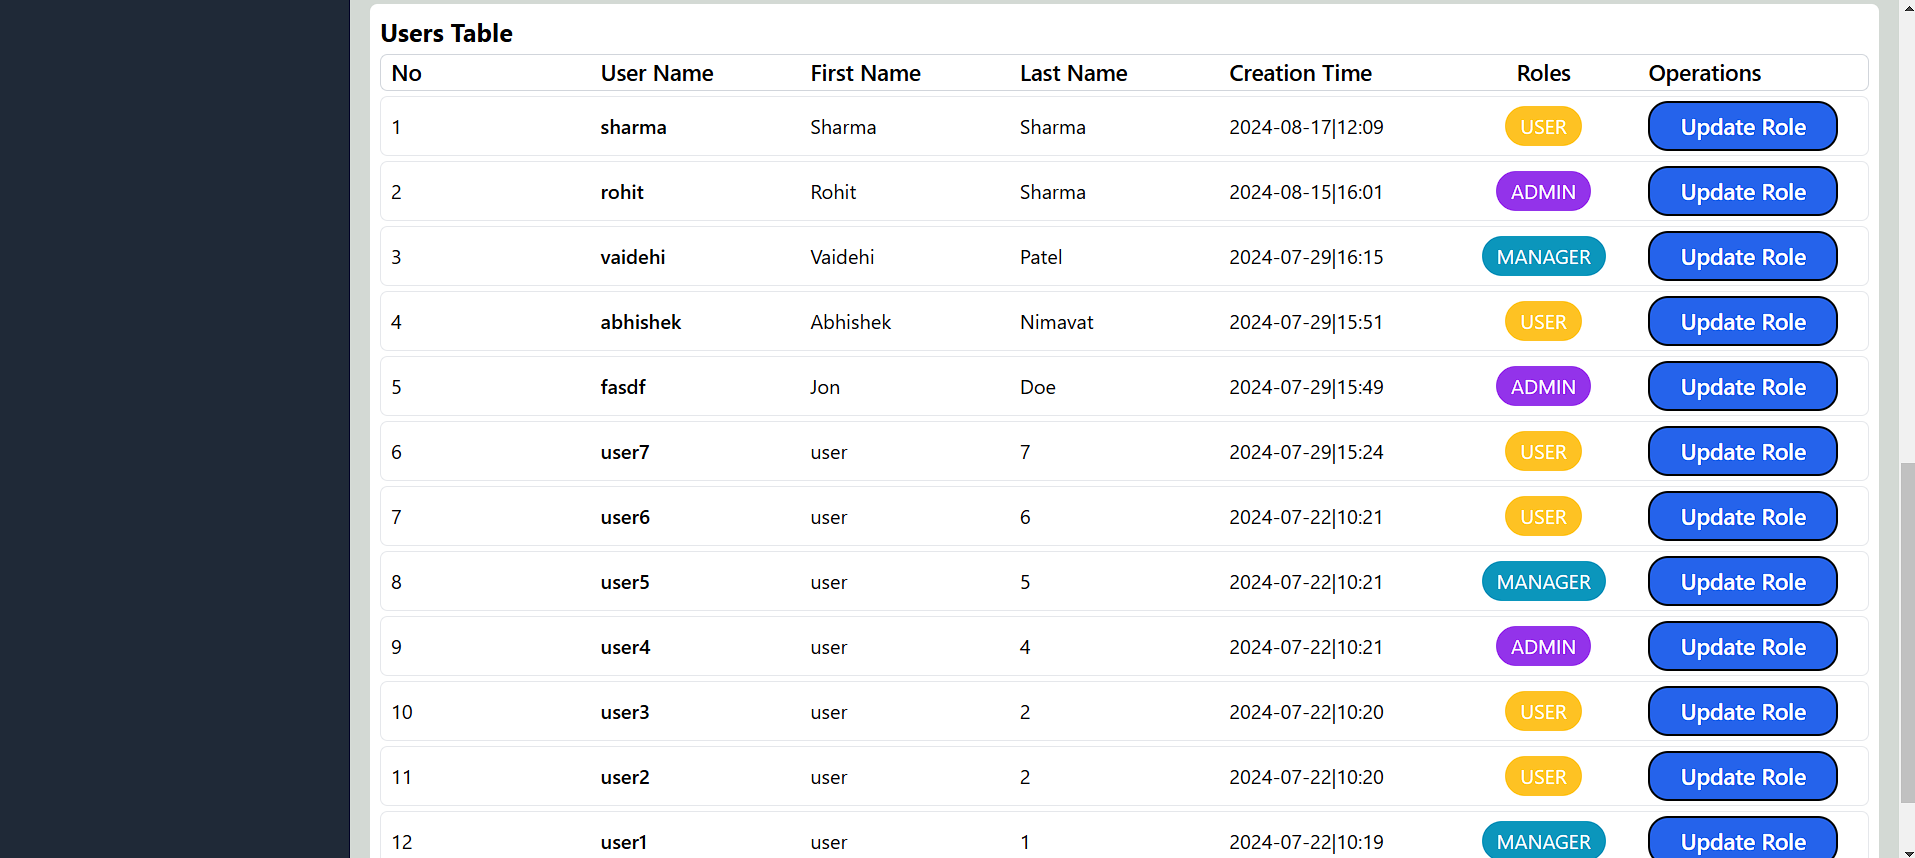 Users Table
No User Name First Name Last Name Creation Time Roles Operations
1 sharma Sharma Sharma 2024-08-17|12:09 USER Update Role
2 rohit Rohit Sharma 2024-08-15|16:01 ADMIN Update Role
3 vaidehi Vaidehi Patel 2024-07-29|16:15 MANAGER Update Role
4 abhishek Abhishek Nimavat 2024-07-29|15:51 USER Update Role
5 fasdf Jon Doe 2024-07-29|15:49 ADMIN Update Role
6 user7 user 7 2024-07-29|15:24 USER Update Role
7 user6 user 6 2024-07-22|10:21 USER Update Role
8 user5 user 5 2024-07-22|10:21 MANAGER Update Role
9 user4 user 4 2024-07-22|10:21 ADMIN Update Role
10 user3 user 2 2024-07-22|10:20 USER Update Role
11 user2 user 2 2024-07-22|10:20 USER Update Role
12 user1 user 1 2024-07-22|10:19 MANAGER Update Role